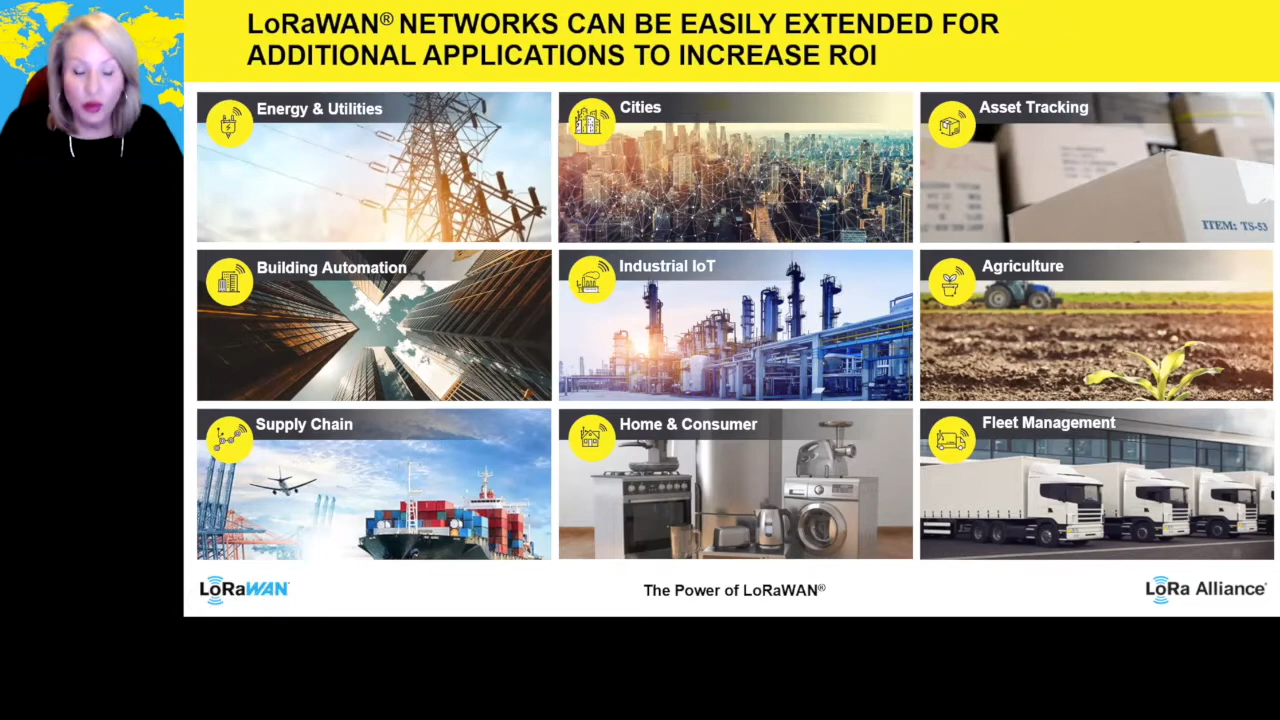 LoRaWAN® NETWORKS CAN BE EASILY EXTENDED FOR
ADDITIONAL APPLICATIONS TO INCREASE ROI
Energy & Utilities
Cities
Asset Tracking
ITEM: TS-53
Building Automation
Industrial IoT
Agriculture
Supply Chain
Home & Consumer
Fleet Management
LoRaWAN
The Power of LoRaWAN®
LoRa Alliance